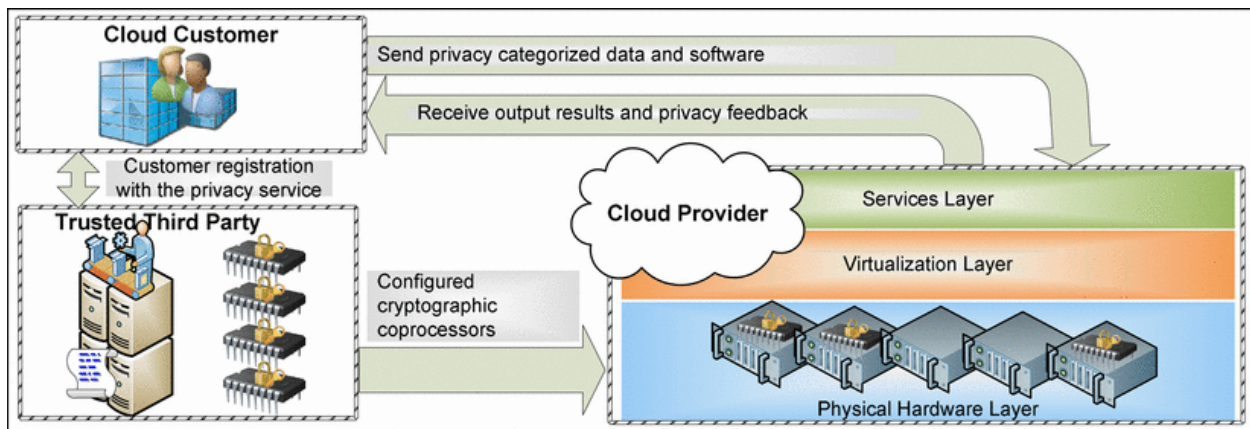 Cloud Customer
Send privacy categorized data and software
Receive output results and privacy feedback
Customer registration
with the privacy service
Trusted Third Party
Configured
cryptographic
coprocessors
Cloud Provider
Services Layer
Virtualization Layer
Physical Hardware Layer